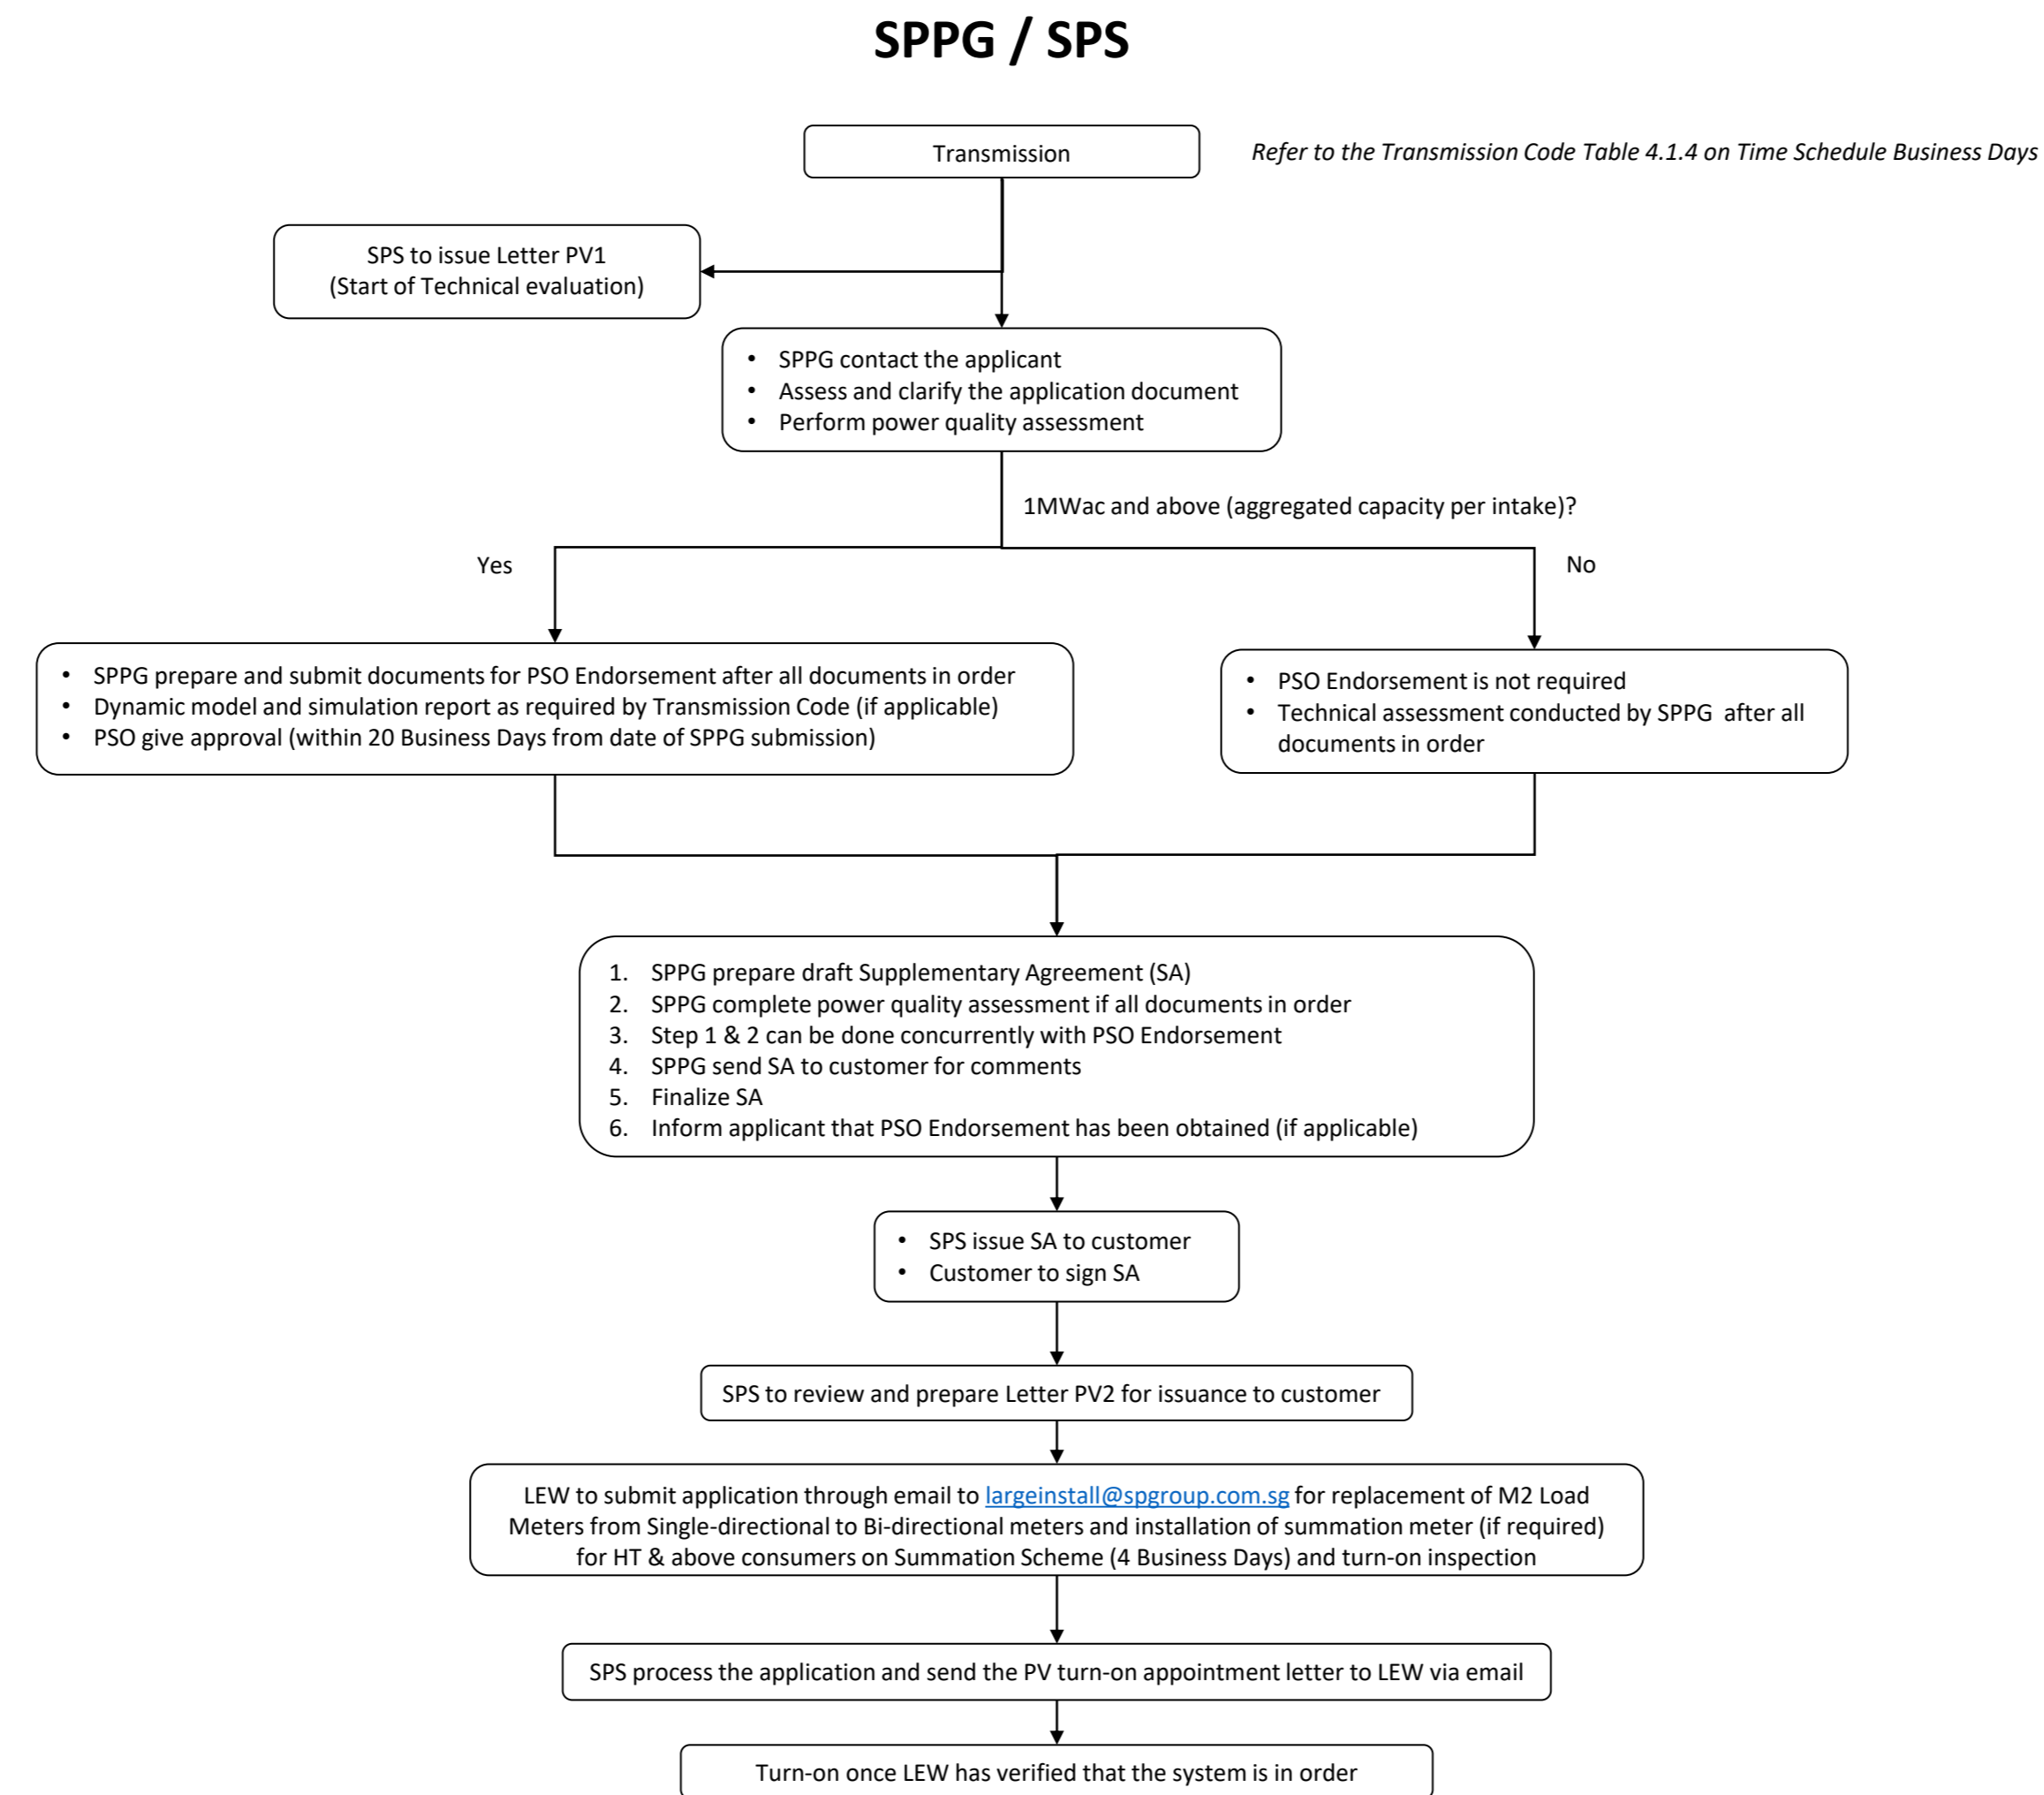 SPPG / SPS
Transmission
Refer to the Transmission Code Table 4.1.4 on Time Schedule Business Days
SPS to issue Letter PV1
(Start of Technical evaluation)
• SPPG contact the applicant
• Assess and clarify the application document
• Perform power quality assessment
1MWac and above (aggregated capacity per intake)?
Yes
No
• SPPG prepare and submit documents for PSO Endorsement after all documents in order
• Dynamic model and simulation report as required by Transmission Code (if applicable)
• PSO give approval (within 20 Business Days from date of SPPG submission)
• PSO Endorsement is not required
• Technical assessment conducted by SPPG after all
documents in order
1. SPPG prepare draft Supplementary Agreement (SA)
2. SPPG complete power quality assessment if all documents in order
3. Step 1 & 2 can be done concurrently with PSO Endorsement
4. SPPG send SA to customer for comments
5. Finalize SA
6. Inform applicant that PSO Endorsement has been obtained (if applicable)
• SPS issue SA to customer
• Customer to sign SA
SPS to review and prepare Letter PV2 for issuance to customer
LEW to submit application through email to largeinstall@spgroup.com.sg for replacement of M2 Load
Meters from Single-directional to Bi-directional meters and installation of summation meter (if required)
for HT & above consumers on Summation Scheme (4 Business Days) and turn-on inspection
SPS process the application and send the PV turn-on appointment letter to LEW via email
Turn-on once LEW has verified that the system is in order